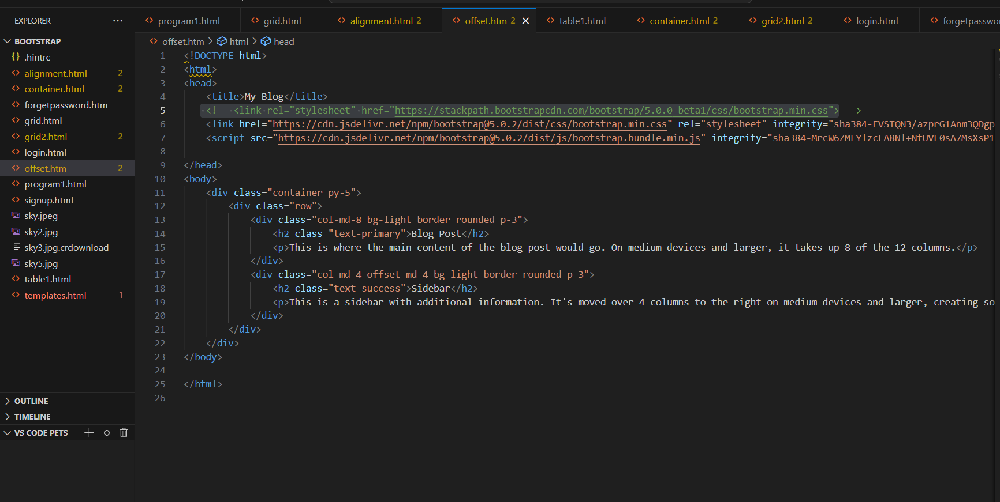 EXPLORER
BOOTSTRAP
.hintrc
alignment.html 2
container.html 2
forgetpassword.htm
grid.html
grid2.html 2
login.html
offset.htm 2
program1.html
signup.html
sky.jpeg
sky2.jpg
sky3.jpg.crdownload
sky5.jpg
table1.html
templates.html 1
OUTLINE
TIMELINE
VS CODE PETS
program1.html grid.html alignment.html 2 offset.htm 2 table1.html container.html 2 grid2.html 2 login.html forgetpasswo
offset.htm > html > head
1 <!DOCTYPE html>
2 <html>
3 <head>
4 <title>My Blog</title>
5 <!-- <link rel="stylesheet" href="https://stackpath.bootstrapcdn.com/bootstrap/5.0.0-beta1/css/bootstrap.min.css"> -->
6 <link href="https://cdn.jsdelivr.net/npm/bootstrap@5.0.2/dist/css/bootstrap.min.css" rel="stylesheet" integrity="sha384-EVSTQN3/azprG1Anm3QDgp
7 <script src="https://cdn.jsdelivr.net/npm/bootstrap@5.0.2/dist/js/bootstrap.bundle.min.js" integrity="sha384-MrcW6ZMFYlzcLA8Nl+NtUVF0sA7MsXsP1
8
9 </head>
10 <body>
11 <div class="container py-5">
12 <div class="row">
13 <div class="col-md-8 bg-light border rounded p-3">
14 <h2 class="text-primary">Blog Post</h2>
15 <p>This is where the main content of the blog post would go. On medium devices and larger, it takes up 8 of the 12 columns.</p>
16 </div>
17 <div class="col-md-4 offset-md-4 bg-light border rounded p-3">
18 <h2 class="text-success">Sidebar</h2>
19 <p>This is a sidebar with additional information. It's moved over 4 columns to the right on medium devices and larger, creating so
20 </div>
21 </div>
22 </div>
23 </body>
24
25 </html>
26